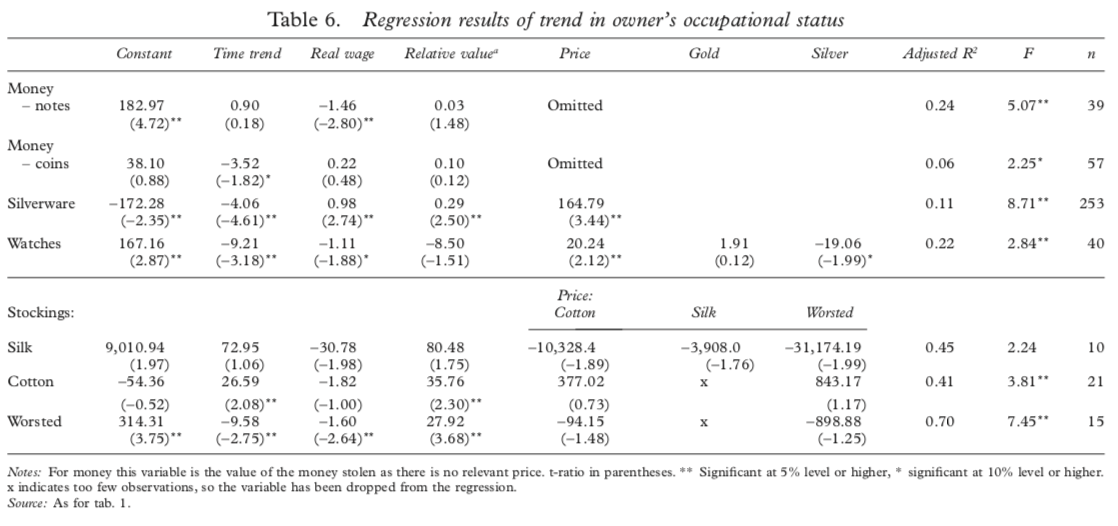 Table 6. Regression results of trend in owner's occupational status
Constant Time trend Real wage Relative valueᵃ Price Gold Silver Adjusted R² F n
Money
– notes 182.97 0.90 −1.46 0.03 Omitted 0.24 5.07** 39
(4.72)** (0.18) (−2.80)** (1.48)
Money
– coins 38.10 −3.52 0.22 0.10 Omitted 0.06 2.25* 57
(0.88) (−1.82)* (0.48) (0.12)
Silverware −172.28 −4.06 0.98 0.29 164.79 0.11 8.71** 253
(−2.35)** (−4.61)** (2.74)** (2.50)** (3.44)**
Watches 167.16 −9.21 −1.11 −8.50 20.24 1.91 −19.06 0.22 2.84** 40
(2.87)** (−3.18)** (−1.88)* (−1.51) (2.12)** (0.12) (−1.99)*
Price:
Stockings: Cotton Silk Worsted
Silk 9,010.94 72.95 −30.78 80.48 −10,328.4 −3,908.0 −31,174.19 0.45 2.24 10
(1.97) (1.06) (−1.98) (1.75) (−1.89) (−1.76) (−1.99)
Cotton −54.36 26.59 −1.82 35.76 377.02 x 843.17 0.41 3.81** 21
(−0.52) (2.08)** (−1.00) (2.30)** (0.73) (1.17)
Worsted 314.31 −9.58 −1.60 27.92 −94.15 x −898.88 0.70 7.45** 15
(3.75)** (−2.75)** (−2.64)** (3.68)** (−1.48) (−1.25)
Notes: For money this variable is the value of the money stolen as there is no relevant price. t-ratio in parentheses. ** Significant at 5% level or higher, * significant at 10% level or higher.
x indicates too few observations, so the variable has been dropped from the regression.
Source: As for tab. 1.